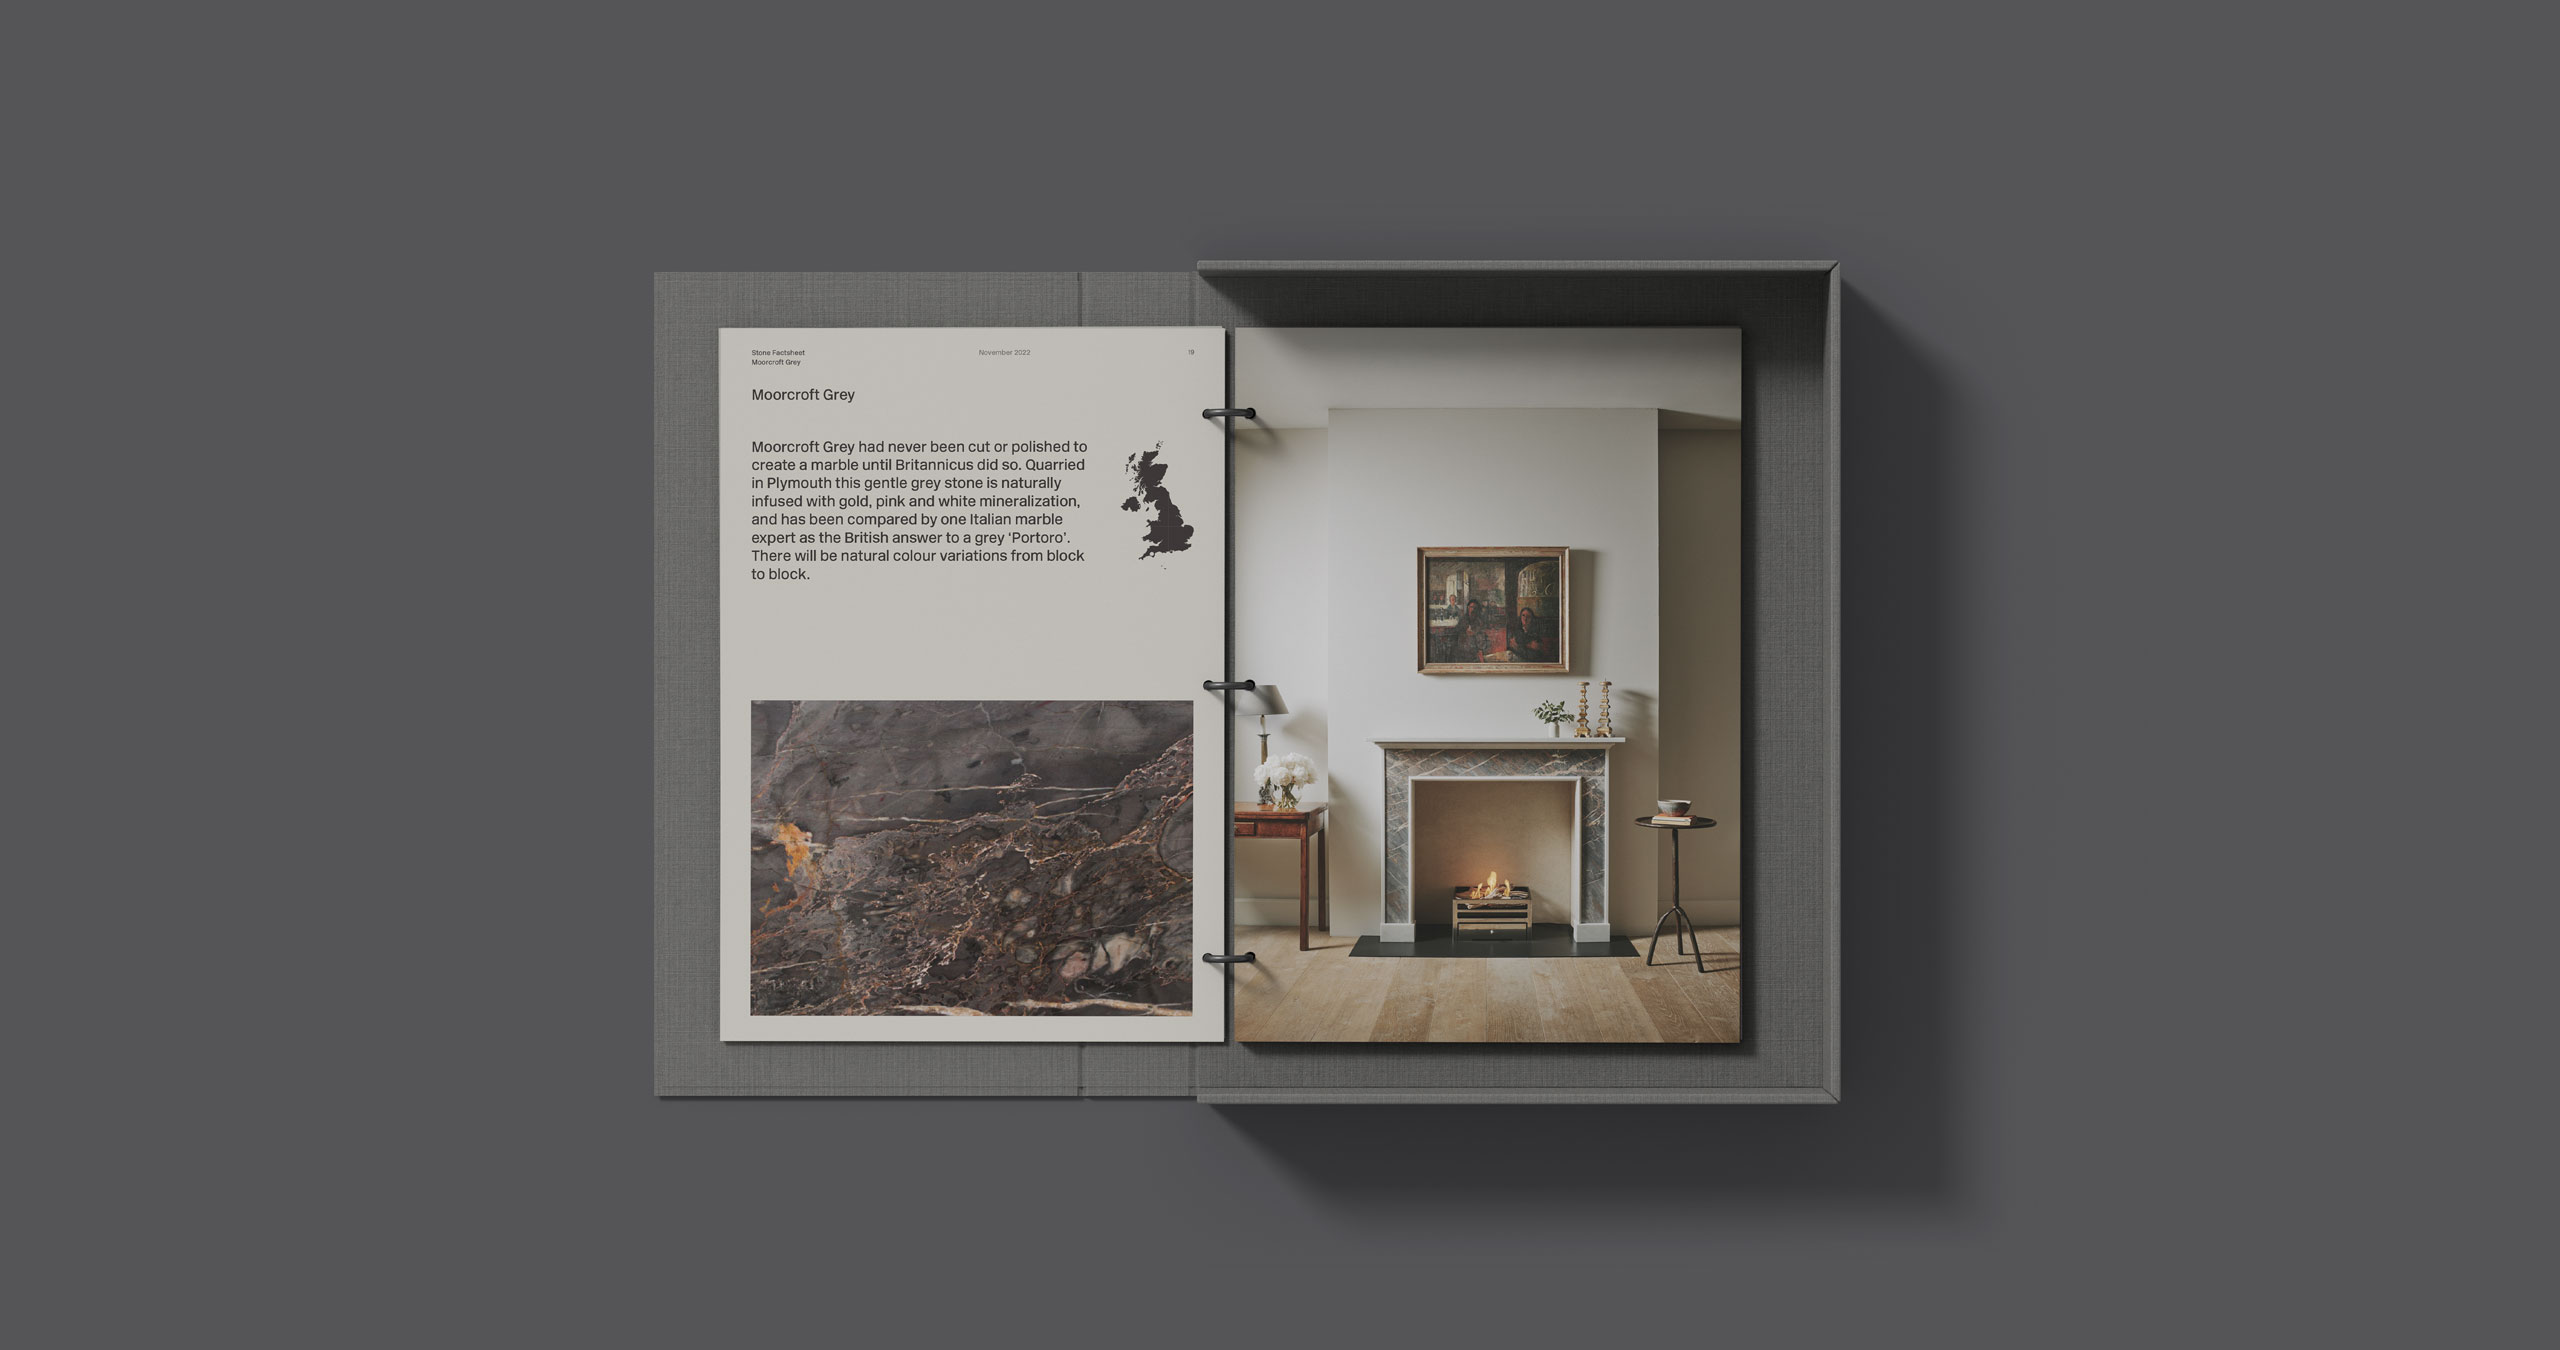 Stone Factsheet
Moorcroft Grey
November 2022
19
Moorcroft Grey
Moorcroft Grey had never been cut or polished to
create a marble until Britannicus did so. Quarried
in Plymouth this gentle grey stone is naturally
infused with gold, pink and white mineralization,
and has been compared by one Italian marble
expert as the British answer to a grey ‘Portoro’.
There will be natural colour variations from block
to block.